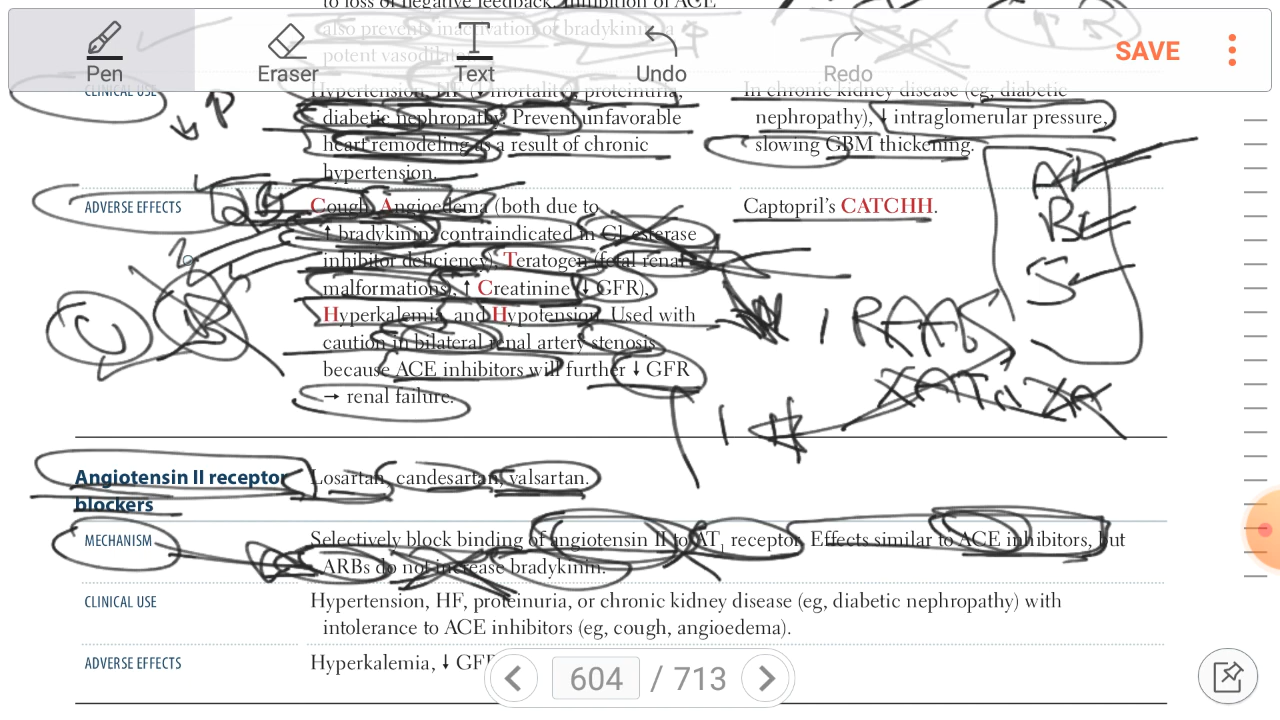 to loss of negative feedback. Inhibition of ACE
also prevents inactivation of bradykinin, a
potent vasodilator.
Pen
Eraser
Text
Undo
Redo
SAVE
CLINICAL USE
Hypertension, HF (↓ mortality), proteinuria,
diabetic nephropathy. Prevent unfavorable
heart remodeling as a result of chronic
hypertension.
In chronic kidney disease (eg, diabetic
nephropathy), ↓ intraglomerular pressure,
slowing GBM thickening.
ADVERSE EFFECTS
Cough, Angioedema (both due to
↑ bradykinin; contraindicated in C1 esterase
inhibitor deficiency), Teratogen (fetal renal
malformations), ↑ Creatinine (↓ GFR),
Hyperkalemia, and Hypotension. Used with
caution in bilateral renal artery stenosis
because ACE inhibitors will further ↓ GFR
→ renal failure.
Captopril's CATCHH.
RAAS
Angiotensin II receptor
blockers
Losartan, candesartan, valsartan.
MECHANISM
Selectively block binding of angiotensin II to AT1 receptor. Effects similar to ACE inhibitors, but
ARBs do not increase bradykinin.
CLINICAL USE
Hypertension, HF, proteinuria, or chronic kidney disease (eg, diabetic nephropathy) with
intolerance to ACE inhibitors (eg, cough, angioedema).
ADVERSE EFFECTS
Hyperkalemia, ↓ GF
604 / 713